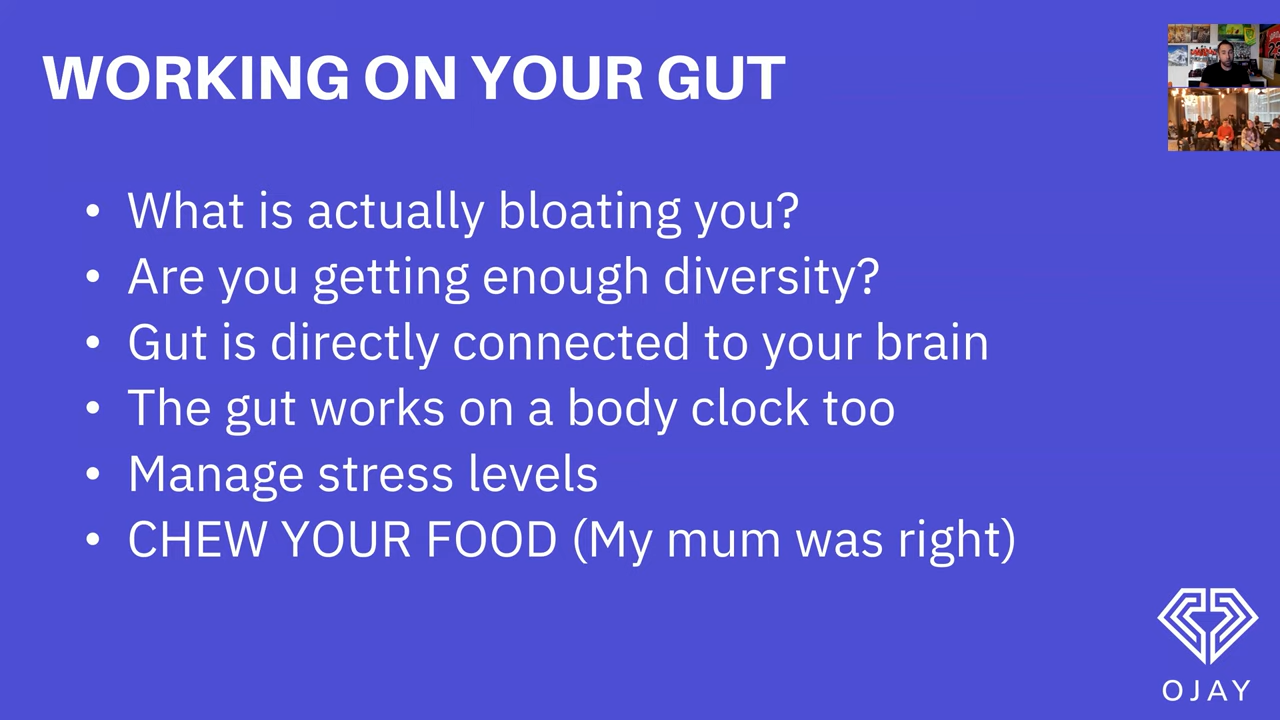 WORKING ON YOUR GUT
• What is actually bloating you?
• Are you getting enough diversity?
• Gut is directly connected to your brain
• The gut works on a body clock too
• Manage stress levels
• CHEW YOUR FOOD (My mum was right)
OJAY